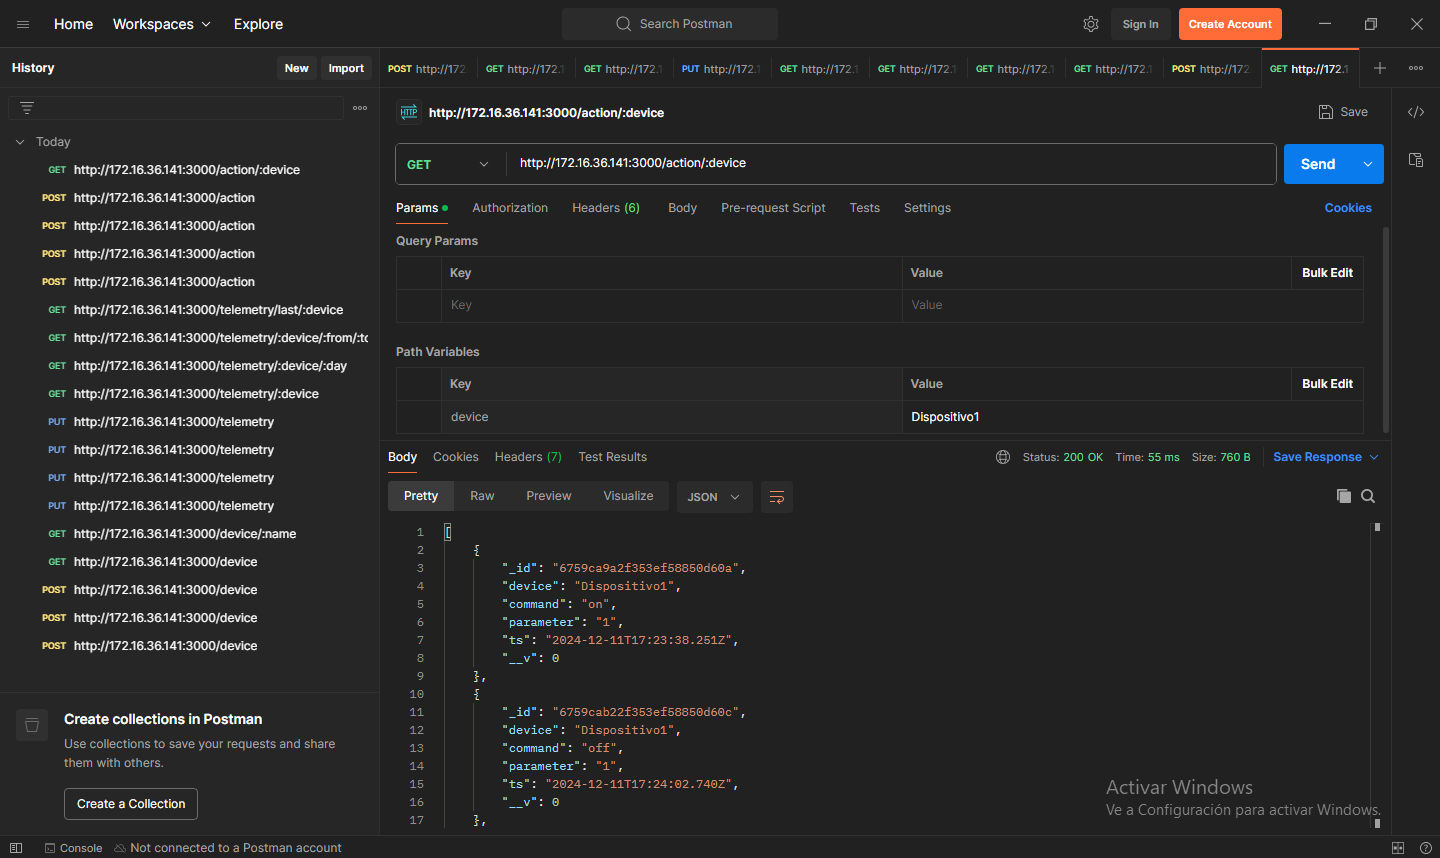 Home Workspaces Explore Search Postman Sign In Create Account
History New Import
POST http://172 GET http://172.1 GET http://172.1 PUT http://172.1 GET http://172.1 GET http://172.1 GET http://172.1 GET http://172.1 POST http://172 GET http://172.1
Today
GET http://172.16.36.141:3000/action/:device
POST http://172.16.36.141:3000/action
POST http://172.16.36.141:3000/action
POST http://172.16.36.141:3000/action
POST http://172.16.36.141:3000/action
GET http://172.16.36.141:3000/telemetry/last/:device
GET http://172.16.36.141:3000/telemetry/:device/:from/:to
GET http://172.16.36.141:3000/telemetry/:device/:day
GET http://172.16.36.141:3000/telemetry/:device
PUT http://172.16.36.141:3000/telemetry
PUT http://172.16.36.141:3000/telemetry
PUT http://172.16.36.141:3000/telemetry
PUT http://172.16.36.141:3000/telemetry
GET http://172.16.36.141:3000/device/:name
GET http://172.16.36.141:3000/device
POST http://172.16.36.141:3000/device
POST http://172.16.36.141:3000/device
POST http://172.16.36.141:3000/device
Create collections in Postman
Use collections to save your requests and share
them with others.
Create a Collection
HTTP http://172.16.36.141:3000/action/:device Save
GET http://172.16.36.141:3000/action/:device Send
Params Authorization Headers (6) Body Pre-request Script Tests Settings Cookies
Query Params
Key Value Bulk Edit
Key Value
Path Variables
Key Value Bulk Edit
device Dispositivo1
Body Cookies Headers (7) Test Results Status: 200 OK Time: 55 ms Size: 760 B Save Response
Pretty Raw Preview Visualize JSON
1 [
2 {
3 "_id": "6759ca9a2f353ef58850d60a",
4 "device": "Dispositivo1",
5 "command": "on",
6 "parameter": "1",
7 "ts": "2024-12-11T17:23:38.251Z",
8 "__v": 0
9 },
10 {
11 "_id": "6759cab22f353ef58850d60c",
12 "device": "Dispositivo1",
13 "command": "off",
14 "parameter": "1",
15 "ts": "2024-12-11T17:24:02.740Z",
16 "__v": 0
17 },
Activar Windows
Ve a Configuración para activar Windows.
Console Not connected to a Postman account